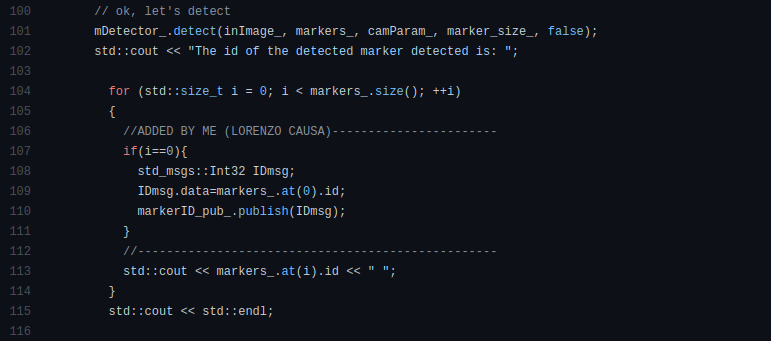 100 // ok, let's detect
101 mDetector_.detect(inImage_, markers_, camParam_, marker_size_, false);
102 std::cout << "The id of the detected marker detected is: ";
103
104 for (std::size_t i = 0; i < markers_.size(); ++i)
105 {
106 //ADDED BY ME (LORENZO CAUSA)-----------------------
107 if(i==0){
108 std_msgs::Int32 IDmsg;
109 IDmsg.data=markers_.at(0).id;
110 markerID_pub_.publish(IDmsg);
111 }
112 //--------------------------------------------------
113 std::cout << markers_.at(i).id << " ";
114 }
115 std::cout << std::endl;
116